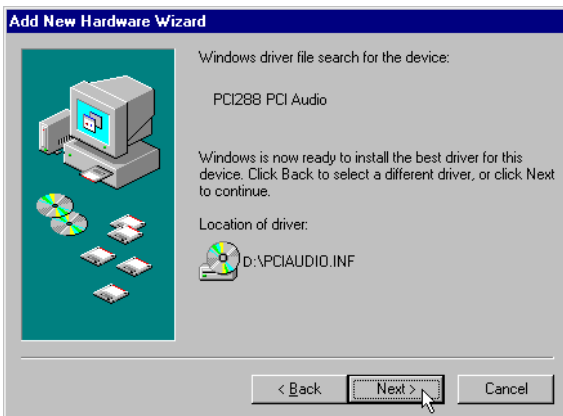 Add New Hardware Wizard
Windows driver file search for the device:
PCI288 PCI Audio
Windows is now ready to install the best driver for this
device. Click Back to select a different driver, or click Next
to continue.
Location of driver:
D:\PCIAUDIO.INF
< Back
Next >
Cancel